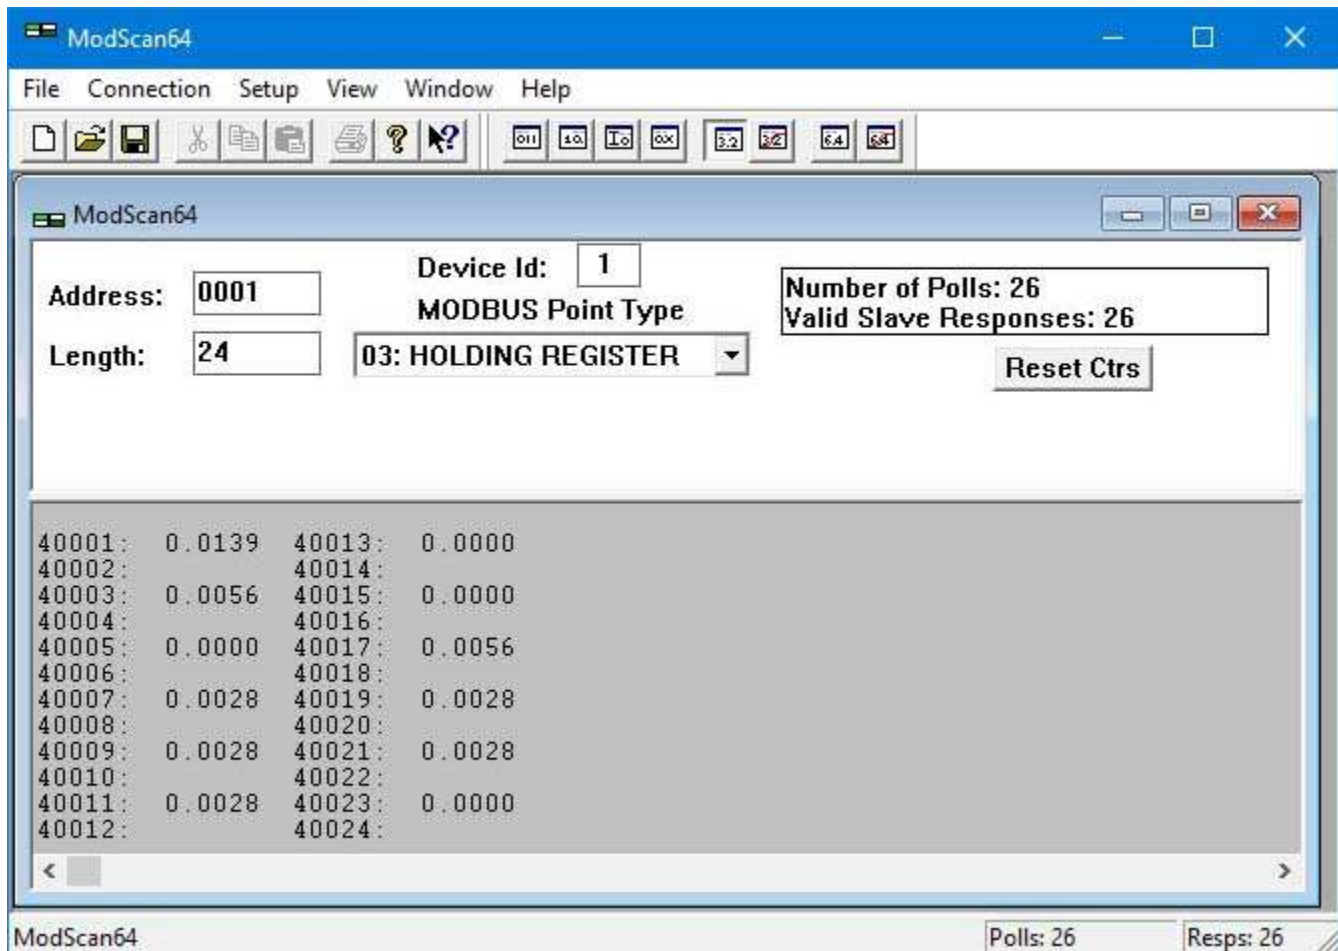 ModScan64
File Connection Setup View Window Help
ModScan64
Device Id: 1
Address: 0001
MODBUS Point Type
Length: 24
03: HOLDING REGISTER
Number of Polls: 26
Valid Slave Responses: 26
Reset Ctrs
40001: 0.0139 40013: 0.0000
40002: 40014:
40003: 0.0056 40015: 0.0000
40004: 40016:
40005: 0.0000 40017: 0.0056
40006: 40018:
40007: 0.0028 40019: 0.0028
40008: 40020:
40009: 0.0028 40021: 0.0028
40010: 40022:
40011: 0.0028 40023: 0.0000
40012: 40024:
ModScan64 Polls: 26 Resps: 26